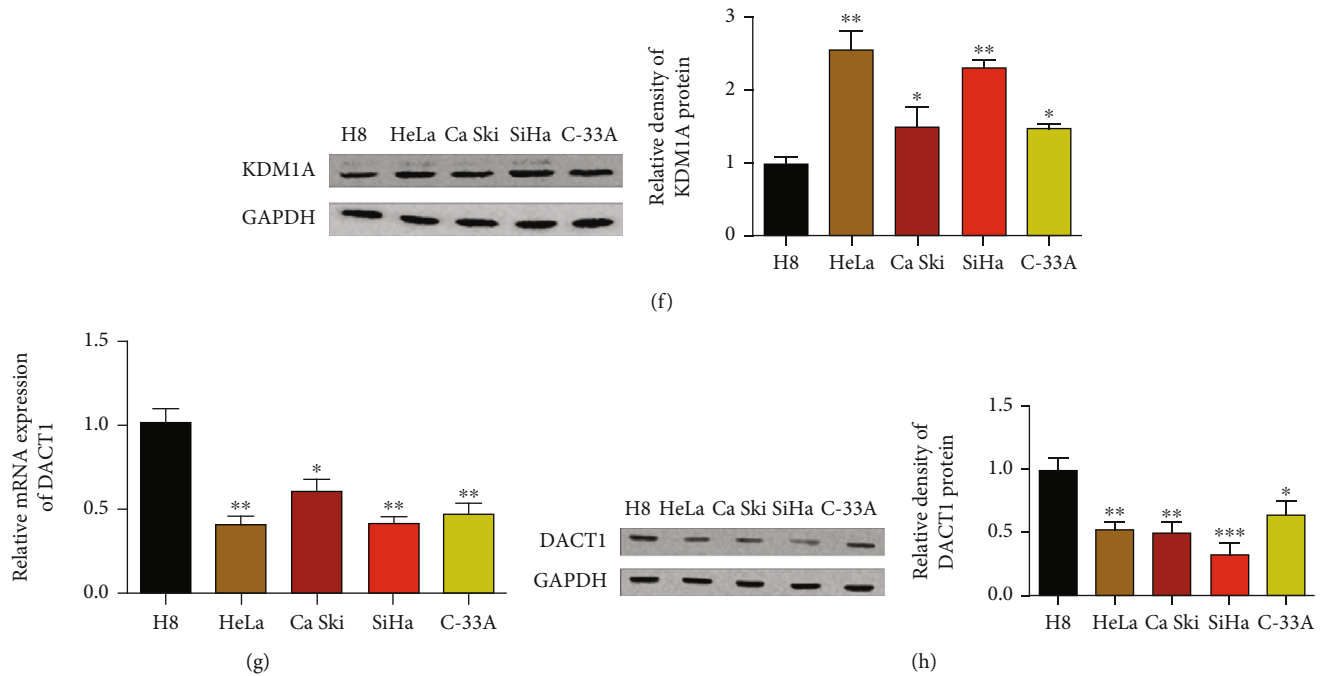 H8 HeLa Ca Ski SiHa C-33A
KDM1A
GAPDH
Relative density of
KDM1A protein
3
2
1
0
**
*
**
*
H8 HeLa Ca Ski SiHa C-33A
(f)
Relative mRNA expression
of DACT1
1.5
1.0
0.5
0.0
**
*
**
**
H8 HeLa Ca Ski SiHa C-33A
(g)
H8 HeLa Ca Ski SiHa C-33A
DACT1
GAPDH
Relative density of
DACT1 protein
1.5
1.0
0.5
0.0
**
**
***
*
H8 HeLa Ca Ski SiHa C-33A
(h)